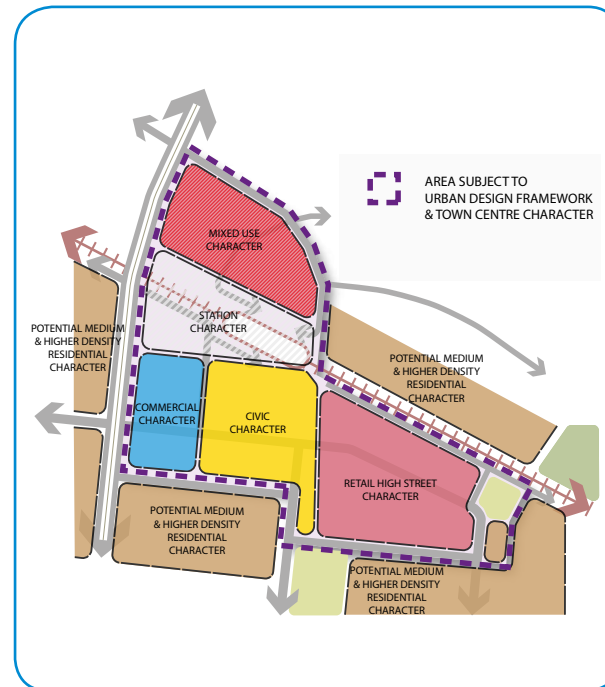 AREA SUBJECT TO
URBAN DESIGN FRAMEWORK
& TOWN CENTRE CHARACTER
MIXED USE
CHARACTER
STATION
CHARACTER
POTENTIAL MEDIUM
& HIGHER DENSITY
RESIDENTIAL
CHARACTER
POTENTIAL MEDIUM
& HIGHER DENSITY
RESIDENTIAL
CHARACTER
COMMERCIAL
CHARACTER
CIVIC
CHARACTER
RETAIL HIGH STREET
CHARACTER
POTENTIAL MEDIUM
& HIGHER DENSITY
RESIDENTIAL
CHARACTER
POTENTIAL MEDIUM
& HIGHER DENSITY
RESIDENTIAL
CHARACTER